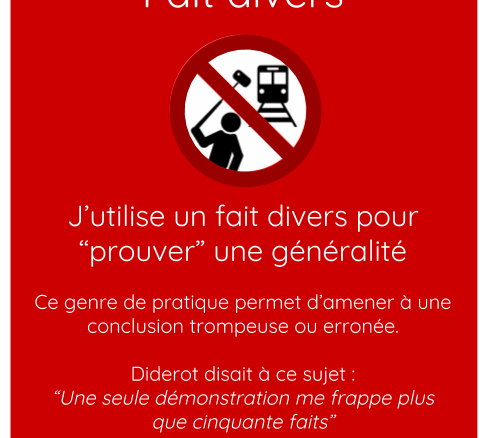 Fait divers
J’utilise un fait divers pour
“prouver” une généralité
Ce genre de pratique permet d’amener à une
conclusion trompeuse ou erronée.
Diderot disait à ce sujet :
“Une seule démonstration me frappe plus
que cinquante faits”